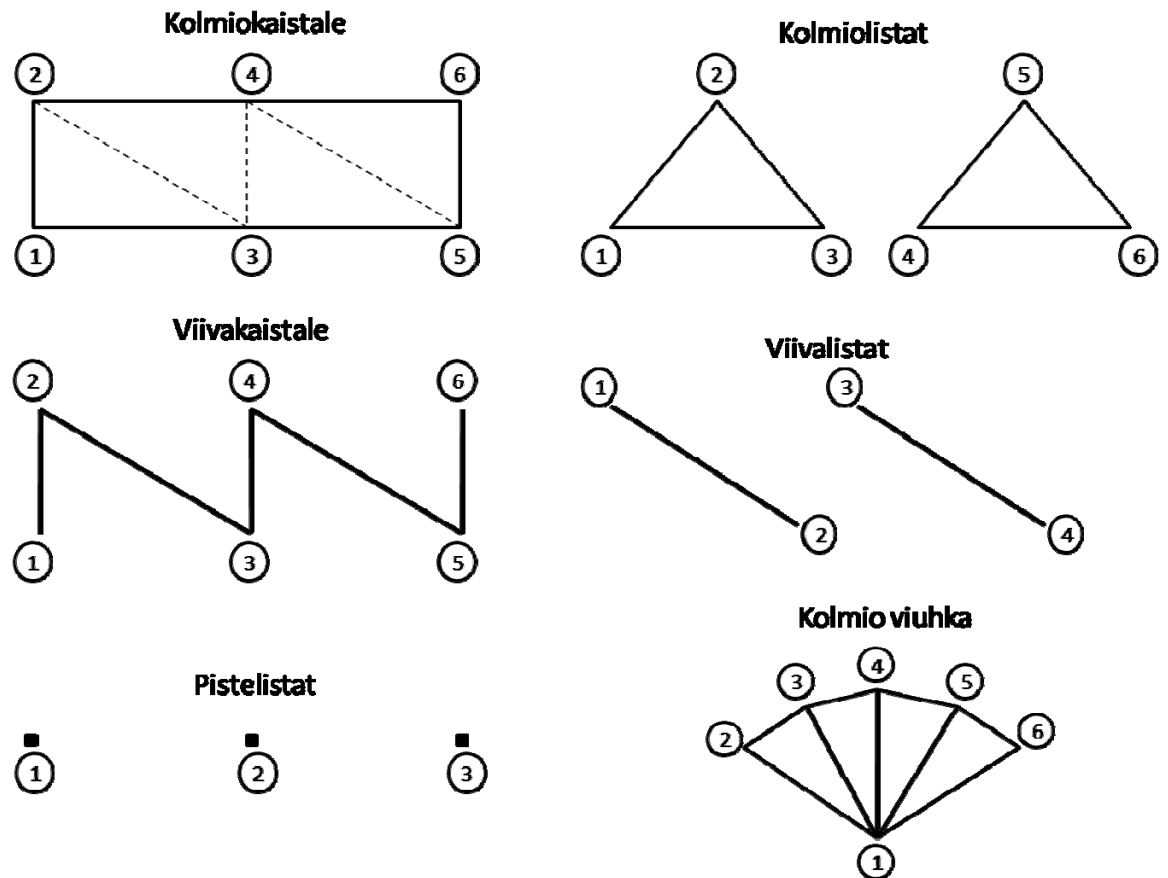 Kolmiokaistale
2 4 6
1 3 5
Kolmiolistat
2 5
1 3 4 6
Viivakaistale
2 4 6
1 3 5
Viivalistat
1 3
2 4
Pistelistat
1 2 3
Kolmio viuhka
4
3 5
2 6
1